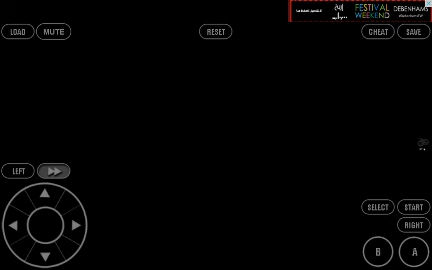 FESTIVAL
WEEKEND
DEBENHAMS
LOAD
MUTE
RESET
CHEAT
SAVE
LEFT
SELECT
START
RIGHT
B
A